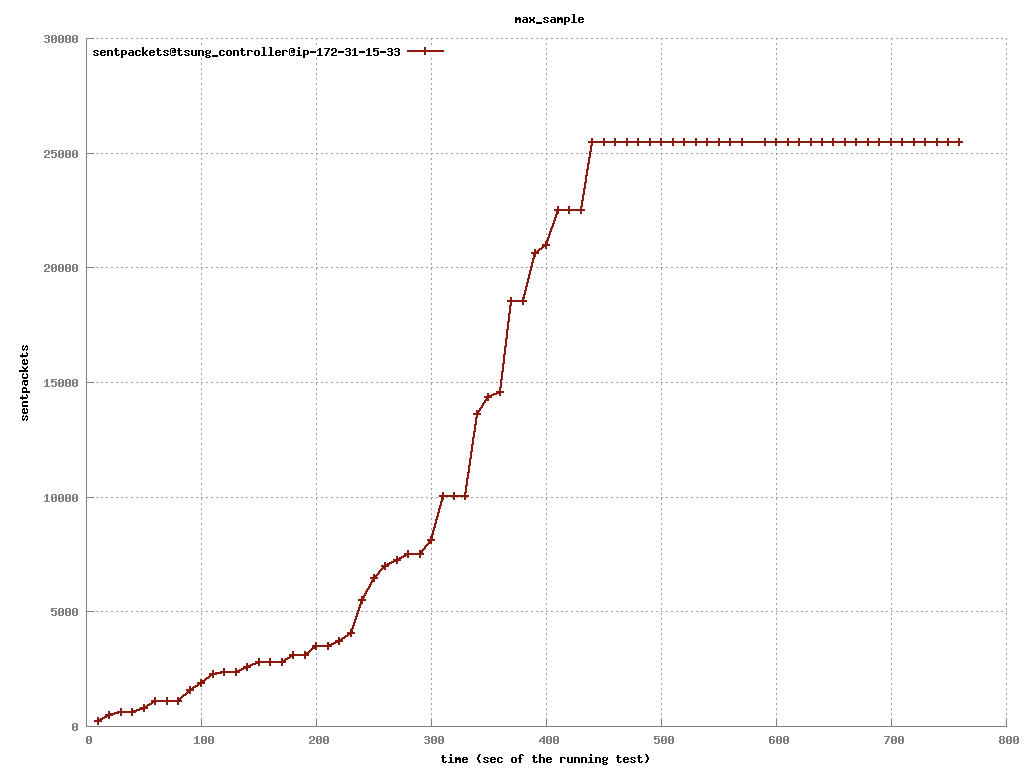 max_sample
sentpackets@tsung_controller@ip-172-31-15-33
30000
25000
20000
15000
10000
5000
0
sentpackets
0 100 200 300 400 500 600 700 800
time (sec of the running test)